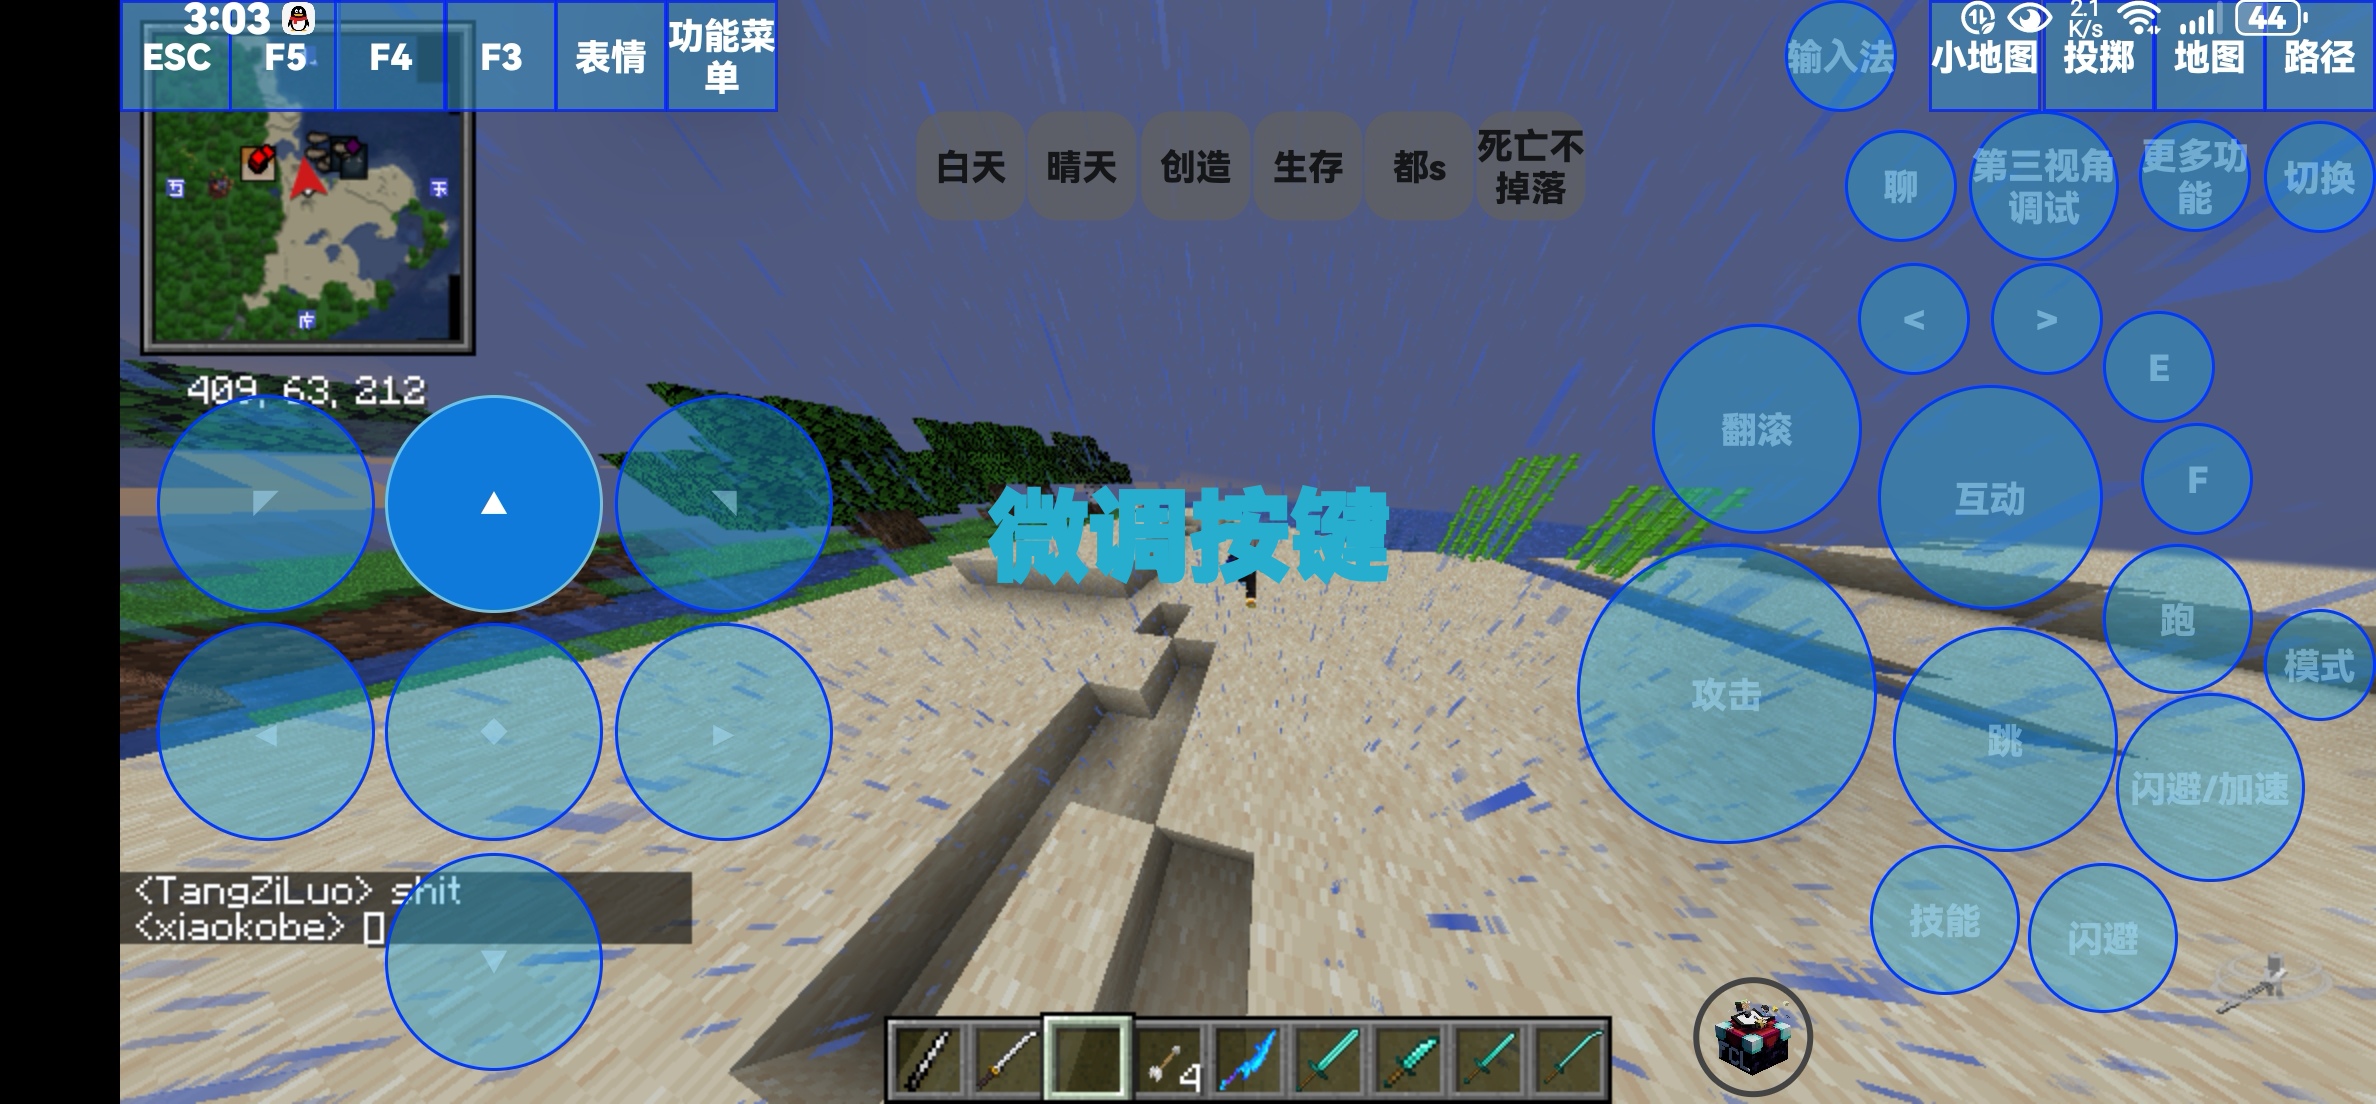 3:03
2.1
K/s
44
ESC
F5
F4
F3
表情
功能菜
单
输入法
小地图
投掷
地图
路径
白天
晴天
创造
生存
都s
死亡不
掉落
聊
第三视角
调试
更多功
能
切换
<
>
E
409, 63, 212
翻滚
互动
F
微调按键
跑
攻击
跳
模式
闪避/加速
<TangZiLuo> shit
<xiaokobe> []
技能
闪避
4
FCL